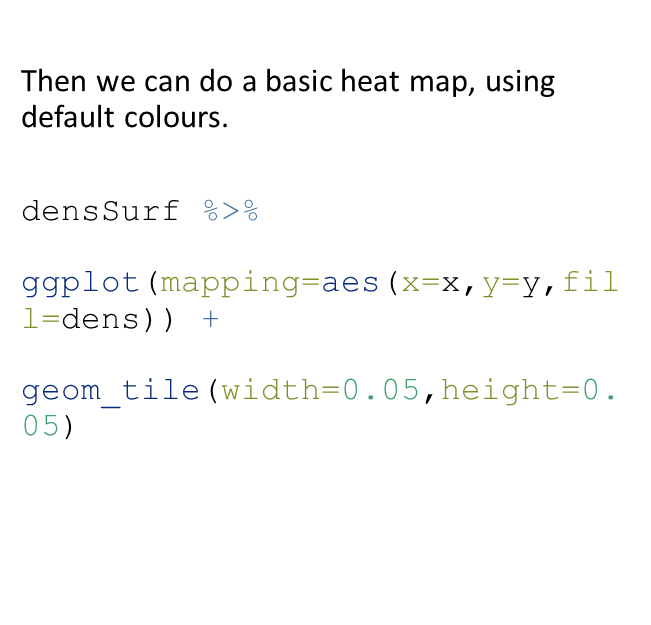 Then we can do a basic heat map, using
default colours.
densSurf %>%
ggplot(mapping=aes(x=x,y=y,fil
l=dens)) +
geom_tile(width=0.05,height=0.
05)